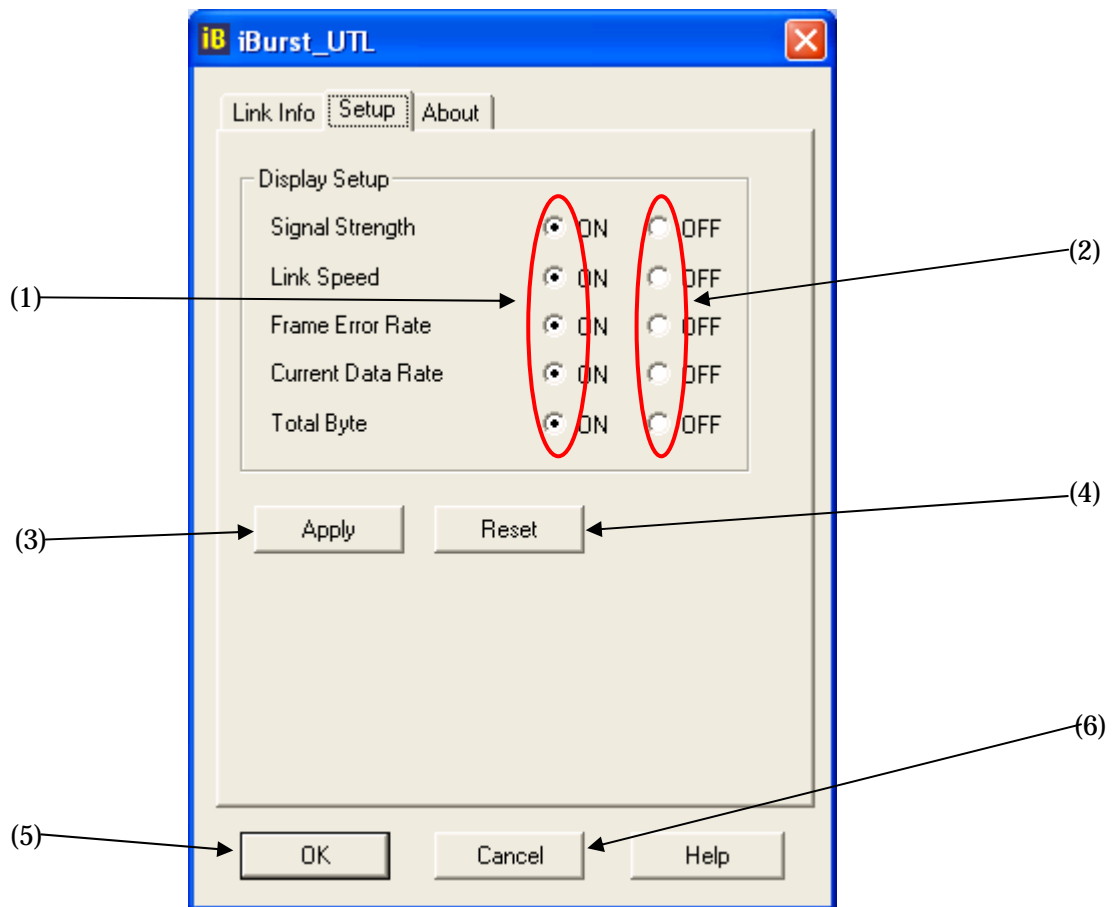 iB iBurst_UTL
Link Info Setup About
Display Setup
Signal Strength ON OFF
(2)
Link Speed ON OFF
(1)
Frame Error Rate ON OFF
Current Data Rate ON OFF
Total Byte ON OFF
(4)
(3) Apply Reset
(6)
(5) OK Cancel Help